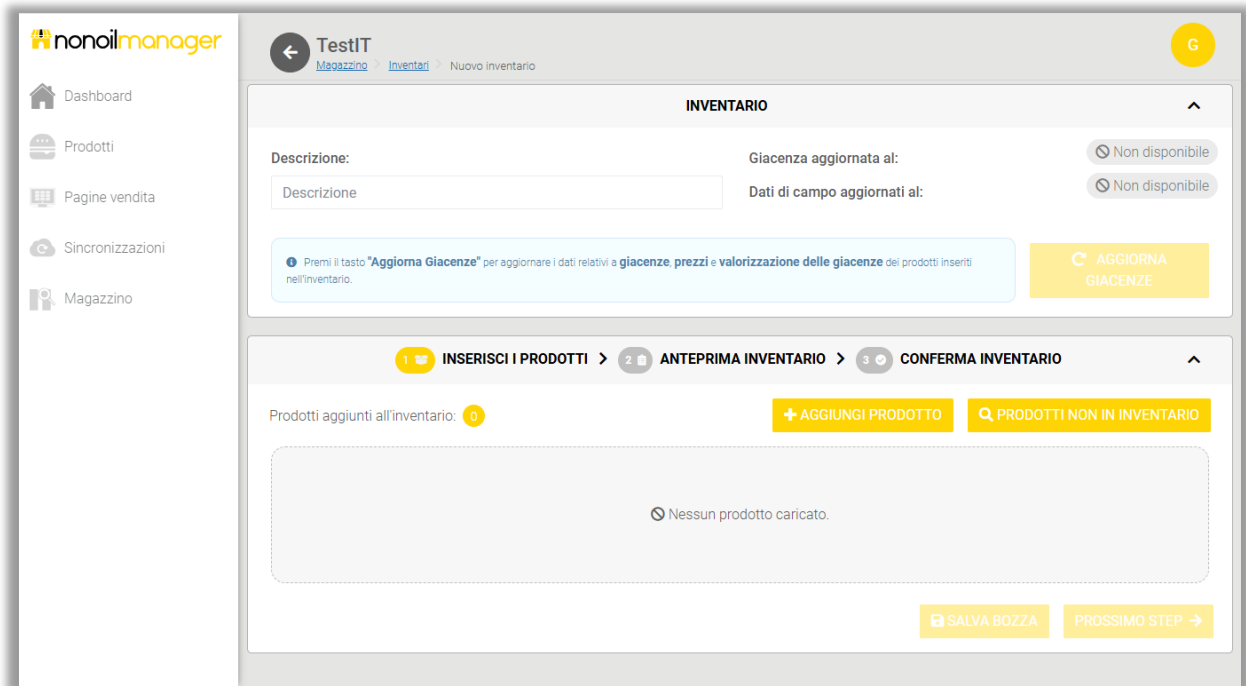 nonoilmanager
Dashboard
Prodotti
Pagine vendita
Sincronizzazioni
Magazzino
TestIT
Magazzino > Inventari > Nuovo inventario
G
INVENTARIO
Descrizione:
Descrizione
Giacenza aggiornata al:
Non disponibile
Dati di campo aggiornati al:
Non disponibile
Premi il tasto "Aggiorna Giacenze" per aggiornare i dati relativi a giacenze, prezzi e valorizzazione delle giacenze dei prodotti inseriti
nell'inventario.
AGGIORNA
GIACENZE
1 INSERISCI I PRODOTTI > 2 ANTEPRIMA INVENTARIO > 3 CONFERMA INVENTARIO
Prodotti aggiunti all'inventario: 0
+ AGGIUNGI PRODOTTO
PRODOTTI NON IN INVENTARIO
Nessun prodotto caricato.
SALVA BOZZA
PROSSIMO STEP →